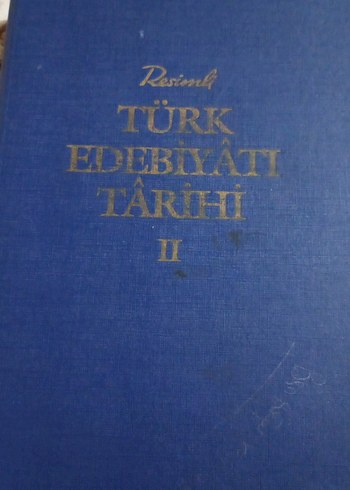 Resimli
TÜRK
EDEBİYÂTI
TÂRİHİ
II